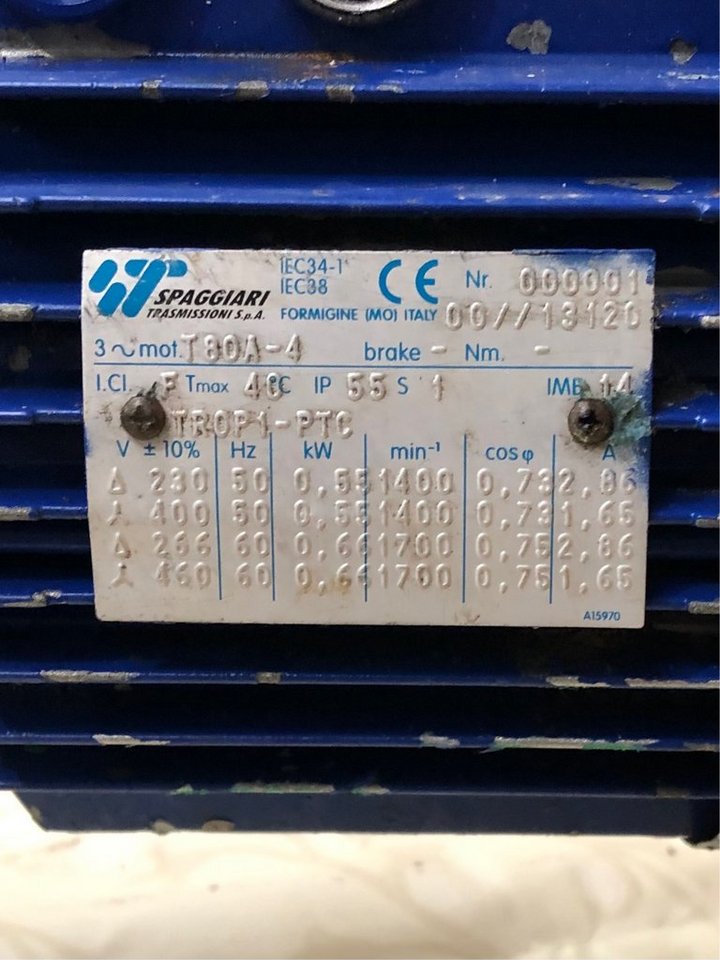 SPAGGIARI
TRASMISSIONI S.p.A.
IEC34-1
IEC38
CE
Nr. 000001
FORMIGINE (MO) ITALY 00//13120
3~mot. T80A-4 brake - Nm. -
I.Cl. F Tmax 40°C IP 55 S 1 IMB 14
TROP1-PTC
V ± 10% Hz kW min⁻¹ cosφ A
Δ 230 50 0,55 1400 0,73 2,86
⅄ 400 50 0,55 1400 0,73 1,65
Δ 266 60 0,66 1700 0,75 2,86
⅄ 460 60 0,66 1700 0,75 1,65
A15970